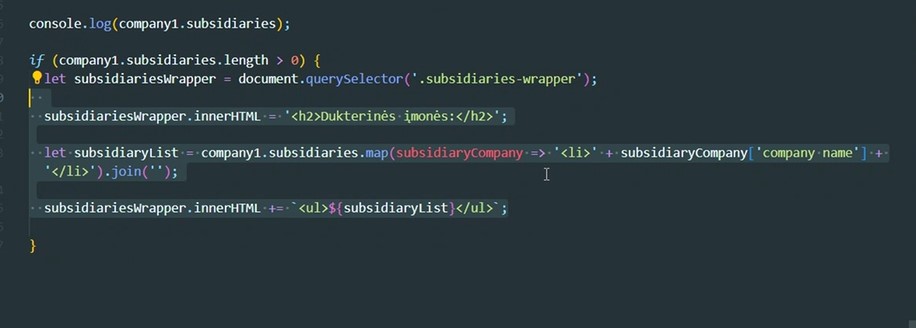 console.log(company1.subsidiaries);
if (company1.subsidiaries.length > 0) {
let subsidiariesWrapper = document.querySelector('.subsidiaries-wrapper');
subsidiariesWrapper.innerHTML = '<h2>Dukterinės įmonės:</h2>';
let subsidiaryList = company1.subsidiaries.map(subsidiaryCompany => '<li>' + subsidiaryCompany['company name'] +
'</li>').join('');
subsidiariesWrapper.innerHTML += `<ul>${subsidiaryList}</ul>`;
}